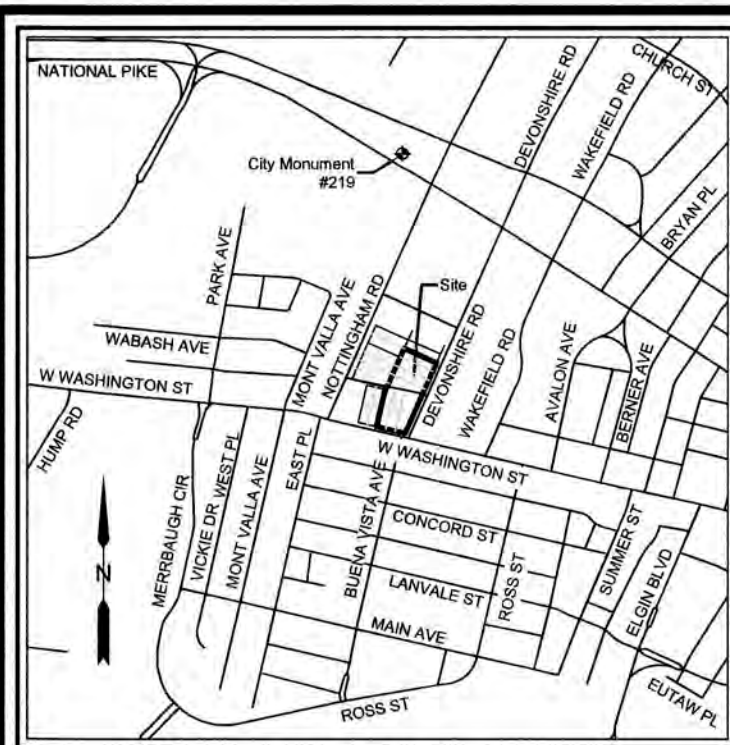 NATIONAL PIKE
CHURCH ST
DEVONSHIRE RD
WAKEFIELD RD
City Monument
#219
BRYAN PL
PARK AVE
Site
MONT VALLA AVE
NOTTINGHAM RD
DEVONSHIRE RD
WAKEFIELD RD
AVALON AVE
BERNER AVE
WABASH AVE
W WASHINGTON ST
HUMP RD
W WASHINGTON ST
MERRBAUGH CIR
VICKIE DR
WEST PL
MONT VALLA AVE
EAST PL
BUENA VISTA AVE
CONCORD ST
LANVALE ST
ROSS ST
SUMMER ST
ELGIN BLVD
MAIN AVE
N
ROSS ST
EUTAW PL